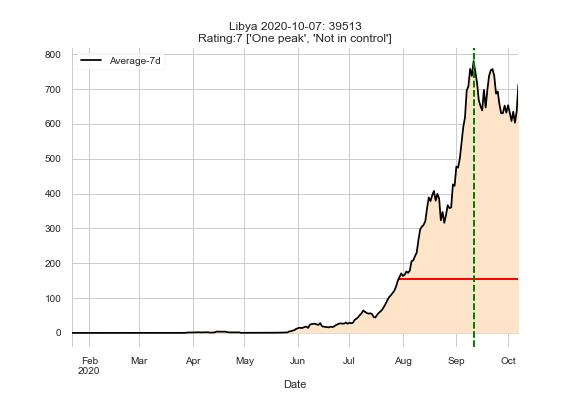 Libya 2020-10-07: 39513
Rating:7 ['One peak', 'Not in control']
Average-7d
800
700
600
500
400
300
200
100
0
Feb Mar Apr May Jun Jul Aug Sep Oct
2020
Date